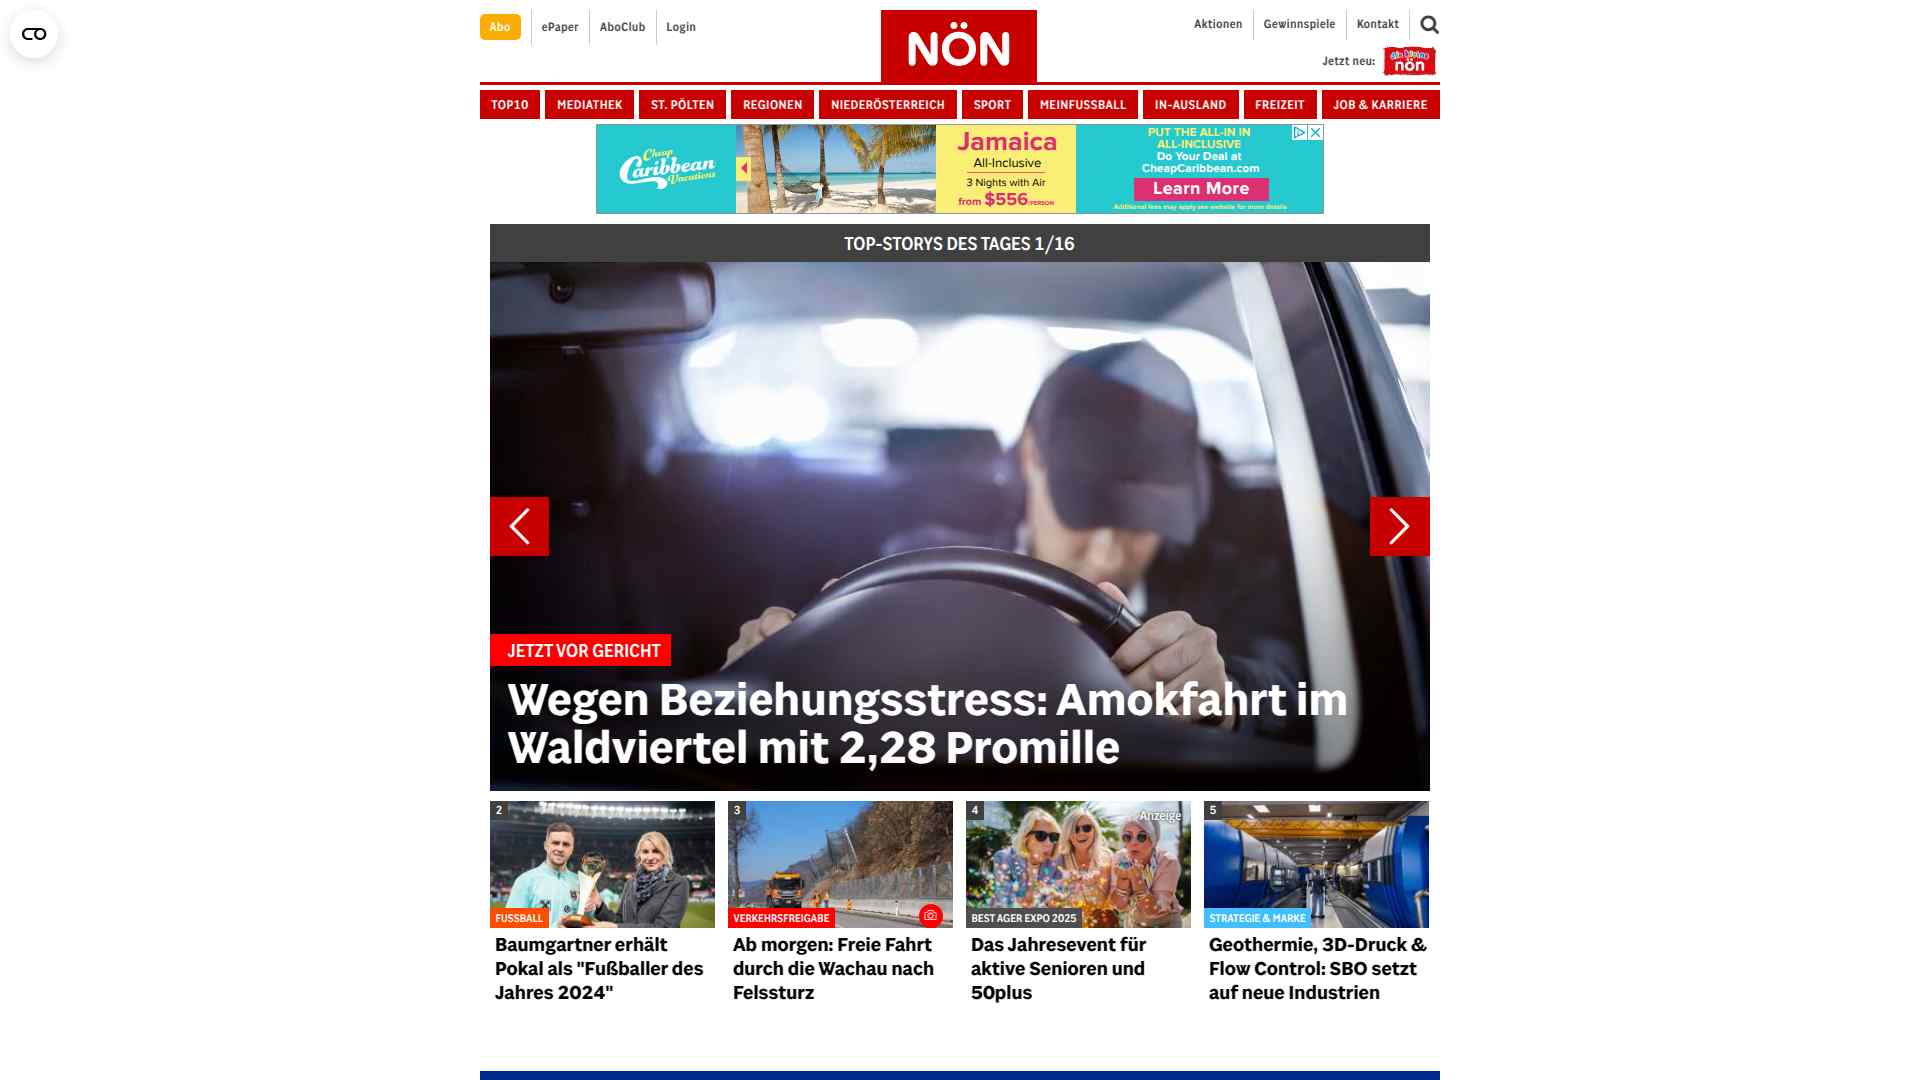 Abo
ePaper
AboClub
Login
NÖN
Aktionen
Gewinnspiele
Kontakt
Jetzt neu:
die kleine
nön
TOP10
MEDIATHEK
ST. PÖLTEN
REGIONEN
NIEDERÖSTERREICH
SPORT
MEINFUSSBALL
IN-AUSLAND
FREIZEIT
JOB & KARRIERE
Cheap
Caribbean
Vacations
Jamaica
All-Inclusive
3 Nights with Air
from $556/PERSON
PUT THE ALL-IN IN
ALL-INCLUSIVE
Do Your Deal at
CheapCaribbean.com
Learn More
Additional fees may apply see website for more details
TOP-STORYS DES TAGES 1/16
JETZT VOR GERICHT
Wegen Beziehungsstress: Amokfahrt im
Waldviertel mit 2,28 Promille
2
FUSSBALL
Baumgartner erhält
Pokal als "Fußballer des
Jahres 2024"
3
VERKEHRSFREIGABE
Ab morgen: Freie Fahrt
durch die Wachau nach
Felssturz
4
Anzeige
BEST AGER EXPO 2025
Das Jahresevent für
aktive Senioren und
50plus
5
STRATEGIE & MARKE
Geothermie, 3D-Druck &
Flow Control: SBO setzt
auf neue Industrien